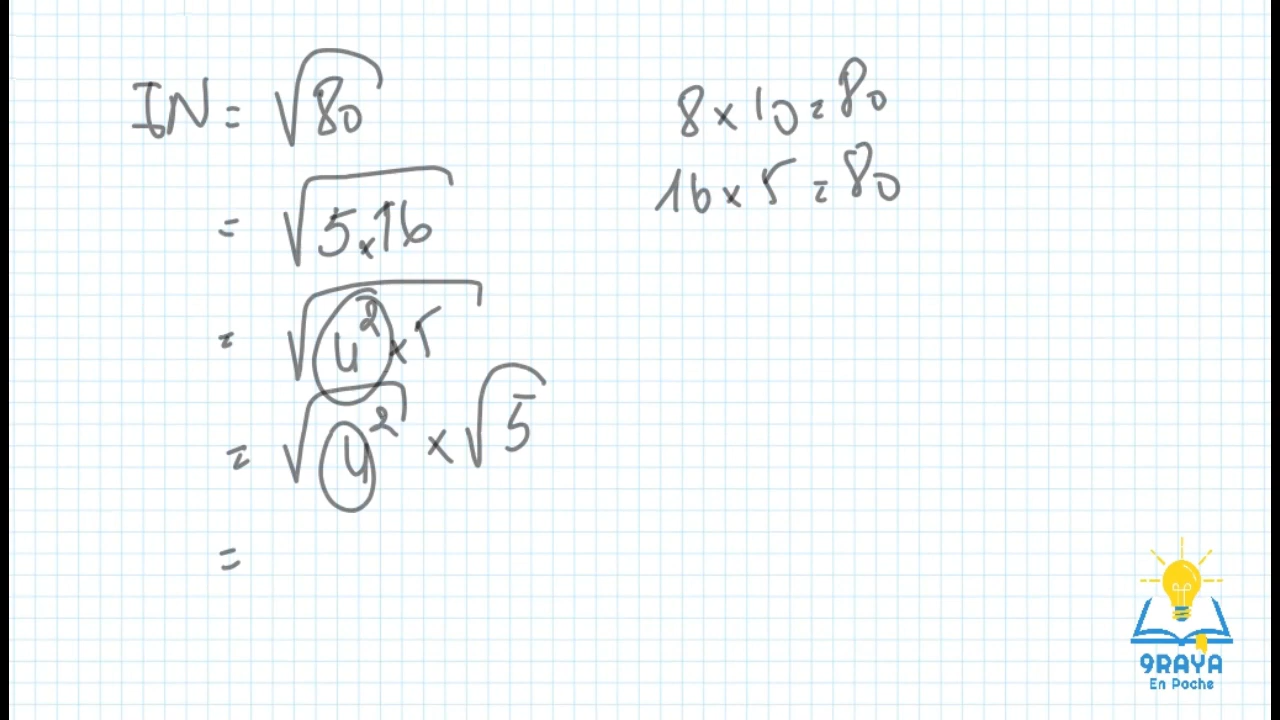 IN = √80
= √5×16
= √4²×5
= √4² × √5
=
8 × 10 = 80
16 × 5 = 80
9RAYA
En Poche